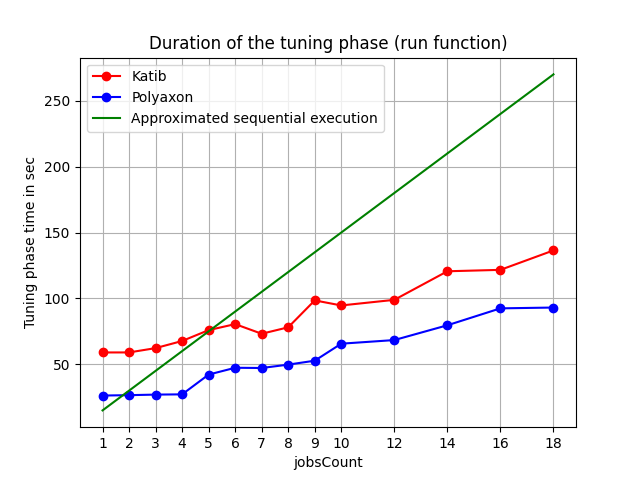 Duration of the tuning phase (run function)
Katib
Polyaxon
Approximated sequential execution
Tuning phase time in sec
250
200
150
100
50
1 2 3 4 5 6 7 8 9 10 12 14 16 18
jobsCount